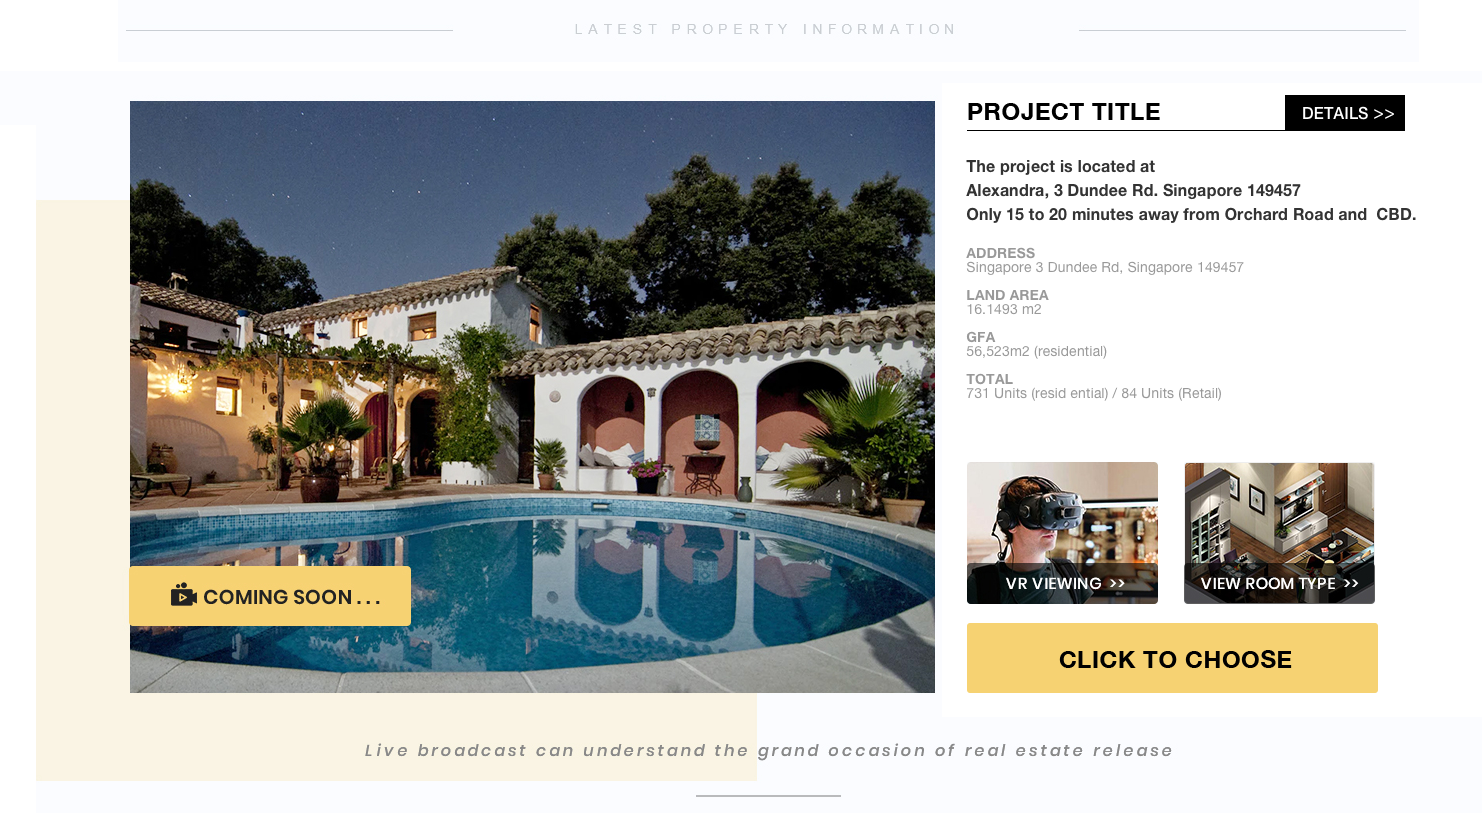 LATEST PROPERTY INFORMATION
PROJECT TITLE
DETAILS >>
The project is located at
Alexandra, 3 Dundee Rd. Singapore 149457
Only 15 to 20 minutes away from Orchard Road and  CBD.
ADDRESS
Singapore 3 Dundee Rd, Singapore 149457
LAND AREA
16.1493 m2
GFA
56,523m2 (residential)
TOTAL
731 Units (resid ential) / 84 Units (Retail)
VR VIEWING >>
VIEW ROOM TYPE >>
COMING SOON . . .
CLICK TO CHOOSE
Live broadcast can understand the grand occasion of real estate release